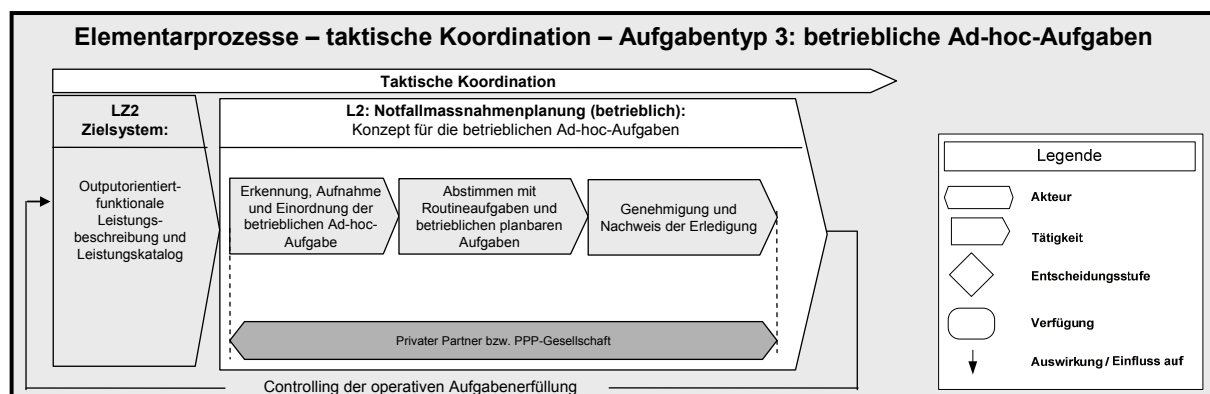 Elementarprozesse – taktische Koordination – Aufgabentyp 3: betriebliche Ad-hoc-Aufgaben
Taktische Koordination
LZ2
Zielsystem:
Outputorientiert-
funktionale
Leistungs-
beschreibung und
Leistungskatalog
L2: Notfallmassnahmenplanung (betrieblich):
Konzept für die betrieblichen Ad-hoc-Aufgaben
Erkennung, Aufnahme
und Einordnung der
betrieblichen Ad-hoc-
Aufgabe
Abstimmen mit
Routineaufgaben und
betrieblichen planbaren
Aufgaben
Genehmigung und
Nachweis der Erledigung
Privater Partner bzw. PPP-Gesellschaft
Controlling der operativen Aufgabenerfüllung
Legende
Akteur
Tätigkeit
Entscheidungsstufe
Verfügung
Auswirkung / Einfluss auf